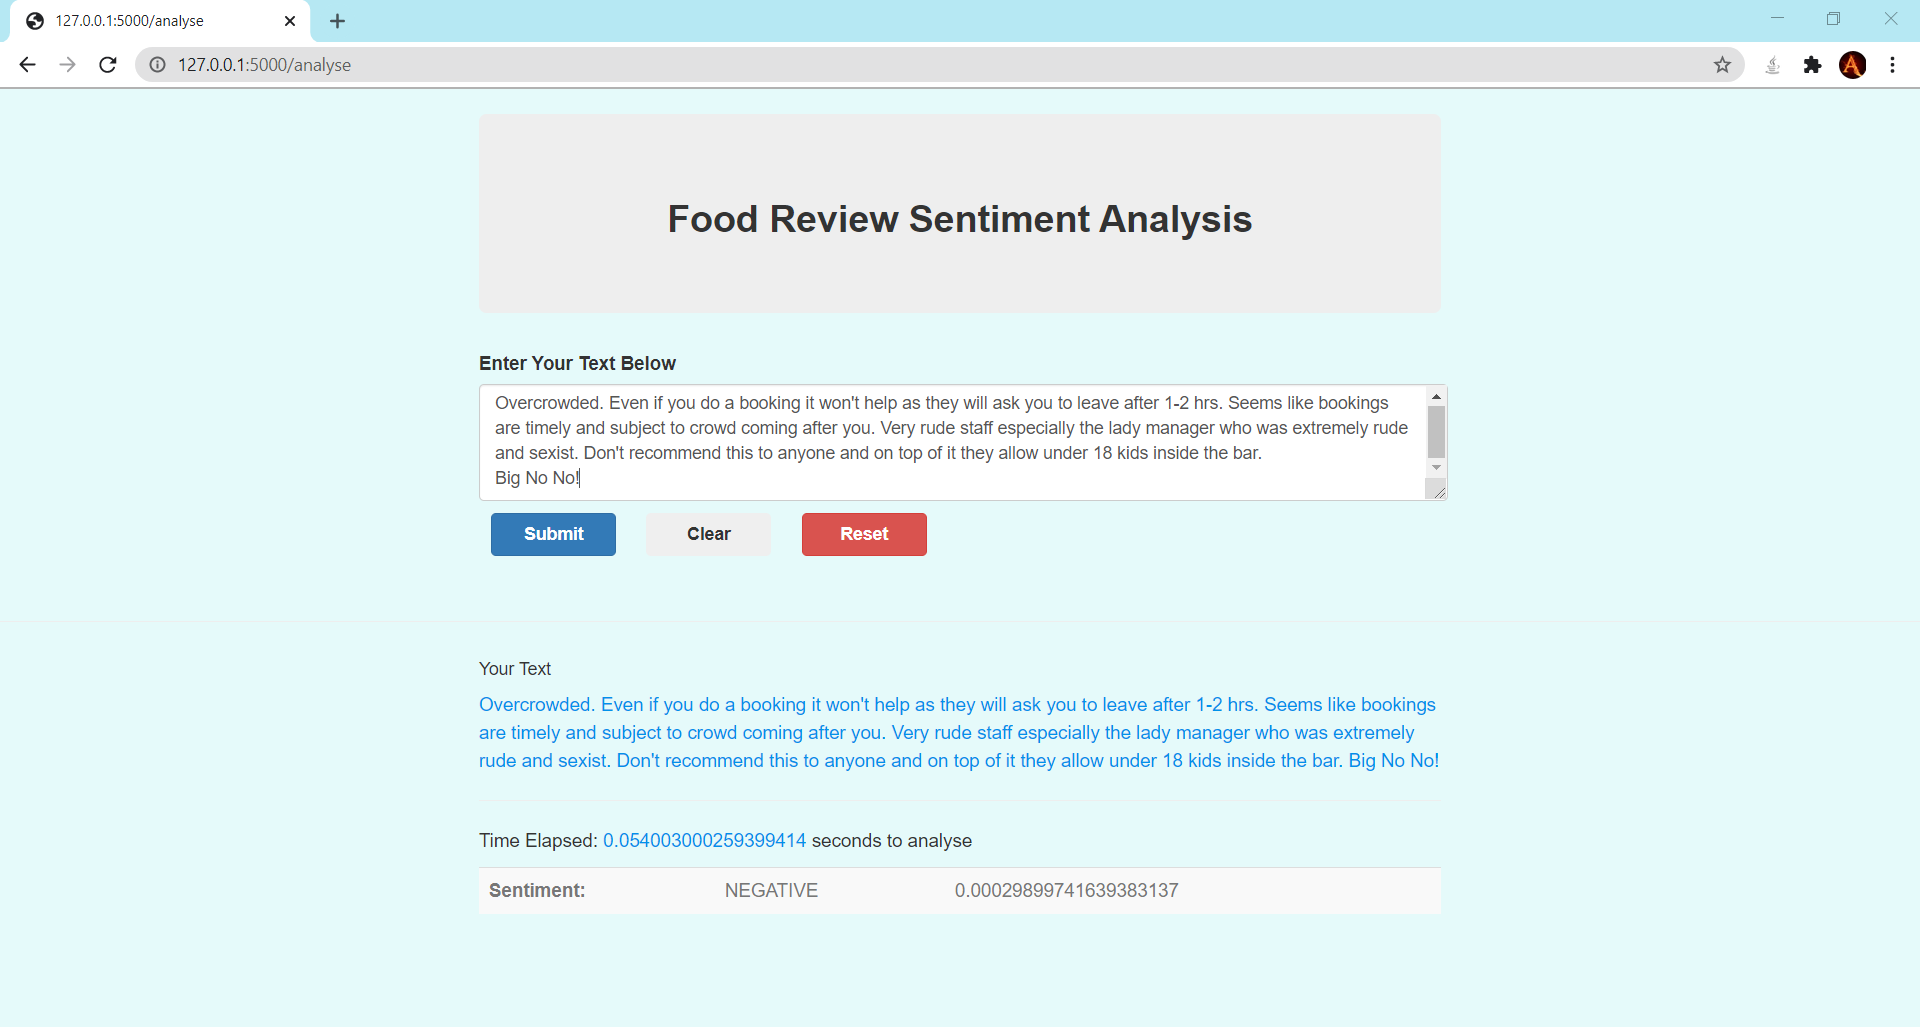 127.0.0.1:5000/analyse
127.0.0.1:5000/analyse
Food Review Sentiment Analysis
Enter Your Text Below
Overcrowded. Even if you do a booking it won't help as they will ask you to leave after 1-2 hrs. Seems like bookings
are timely and subject to crowd coming after you. Very rude staff especially the lady manager who was extremely rude
and sexist. Don't recommend this to anyone and on top of it they allow under 18 kids inside the bar.
Big No No!
Submit Clear Reset
Your Text
Overcrowded. Even if you do a booking it won't help as they will ask you to leave after 1-2 hrs. Seems like bookings
are timely and subject to crowd coming after you. Very rude staff especially the lady manager who was extremely
rude and sexist. Don't recommend this to anyone and on top of it they allow under 18 kids inside the bar. Big No No!
Time Elapsed: 0.054003000259399414 seconds to analyse
Sentiment: NEGATIVE 0.00029899741639383137